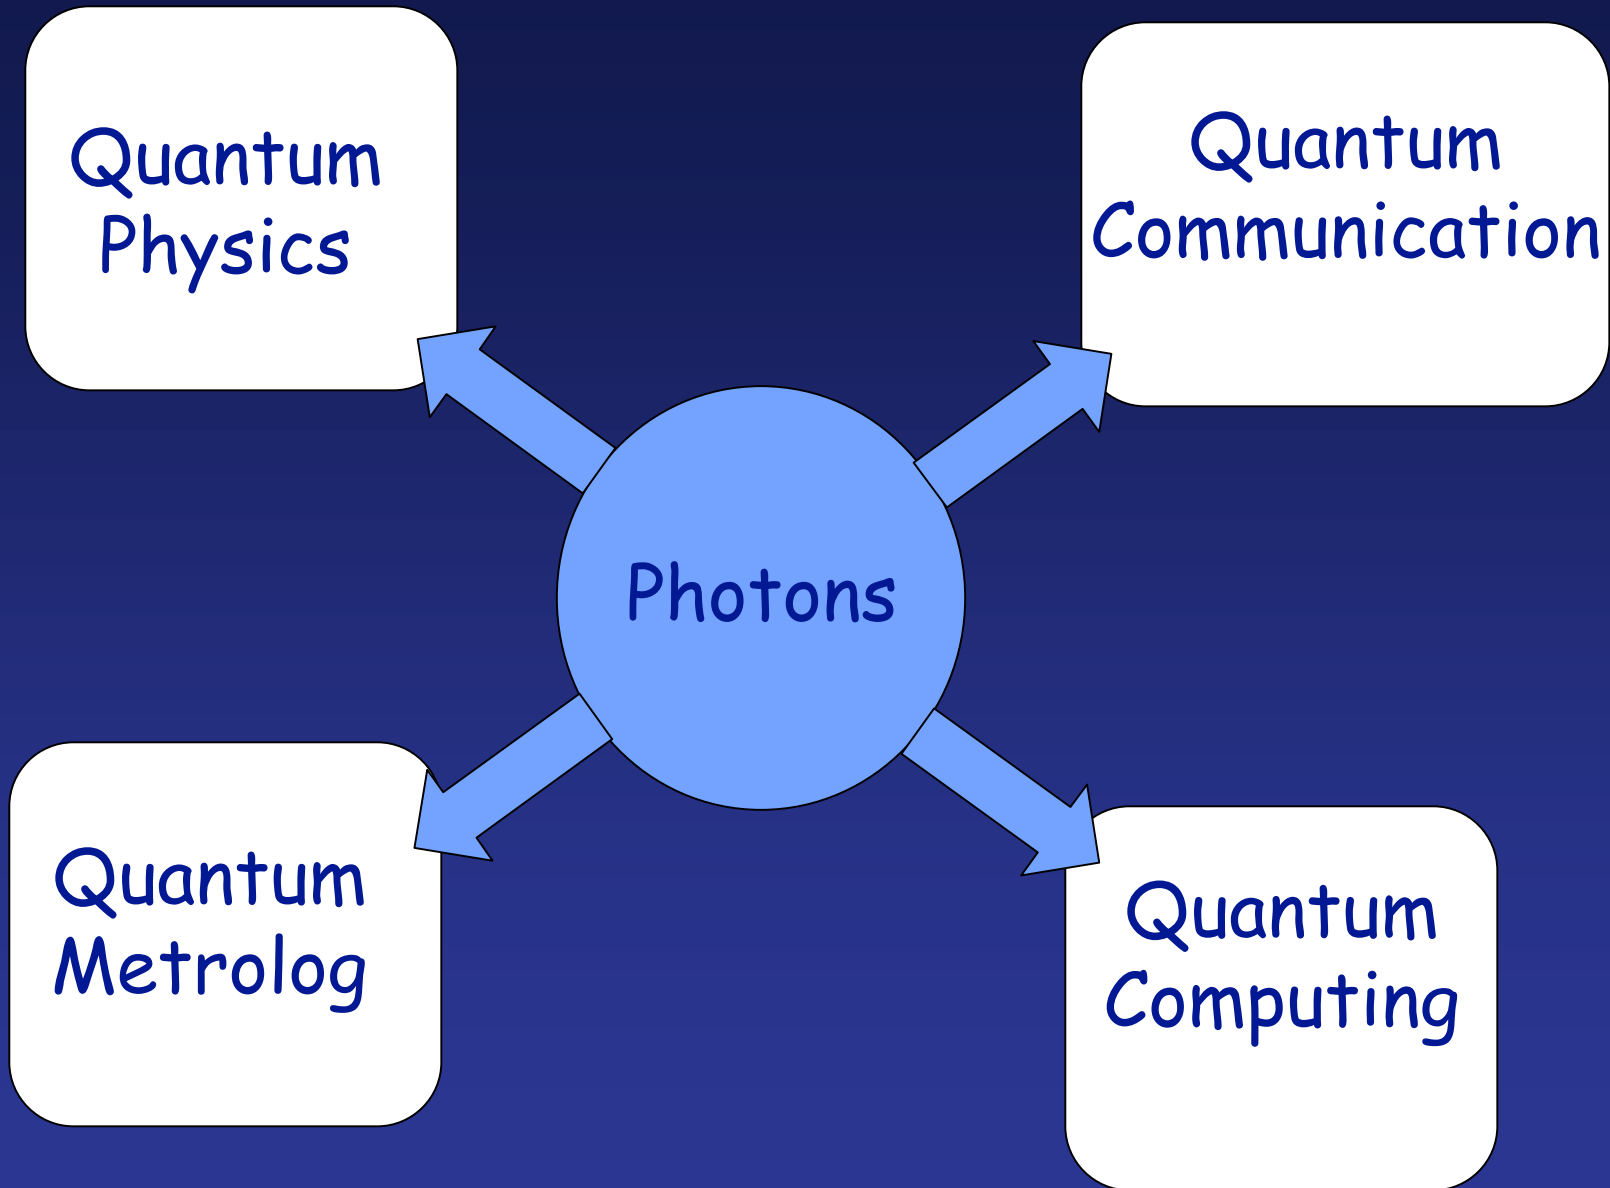 Quantum
Physics
Quantum
Communication
Photons
Quantum
Metrolog
Quantum
Computing